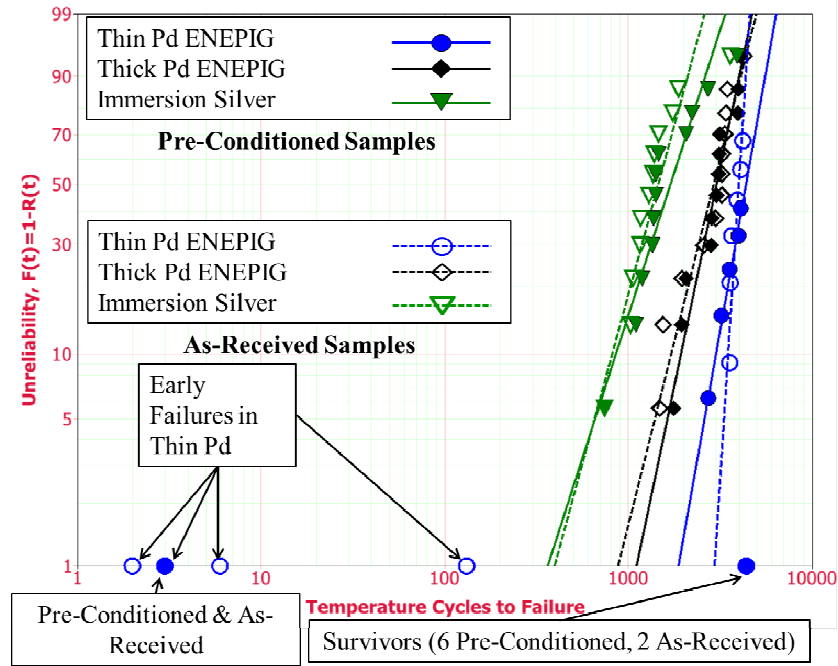 99
90
70
50
30
10
5
1
Unreliability, F(t)=1-R(t)
Thin Pd ENEPIG
Thick Pd ENEPIG
Immersion Silver
Pre-Conditioned Samples
Thin Pd ENEPIG
Thick Pd ENEPIG
Immersion Silver
As-Received Samples
Early
Failures in
Thin Pd
1
10
100
1000
10000
Temperature Cycles to Failure
Pre-Conditioned & As-
Received
Survivors (6 Pre-Conditioned, 2 As-Received)